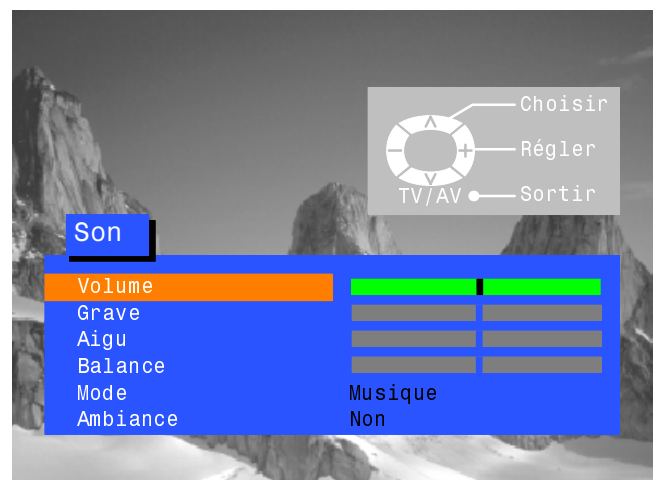 Choisir
Régler
TV/AV Sortir
Son
Volume
Grave
Aigu
Balance
Mode Musique
Ambiance Non